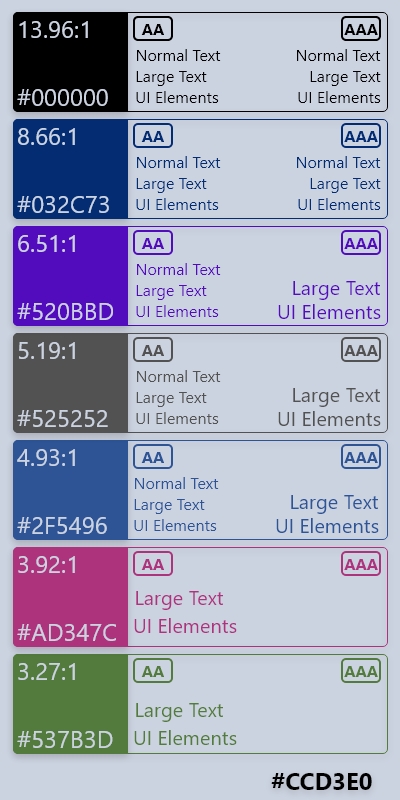 13.96:1 AA AAA
Normal Text Normal Text
Large Text Large Text
#000000 UI Elements UI Elements
8.66:1 AA AAA
Normal Text Normal Text
Large Text Large Text
#032C73 UI Elements UI Elements
6.51:1 AA AAA
Normal Text
Large Text Large Text
#520BBD UI Elements UI Elements
5.19:1 AA AAA
Normal Text
Large Text Large Text
#525252 UI Elements UI Elements
4.93:1 AA AAA
Normal Text
Large Text Large Text
#2F5496 UI Elements UI Elements
3.92:1 AA AAA
Large Text
#AD347C UI Elements
3.27:1 AA AAA
Large Text
#537B3D UI Elements
#CCD3E0